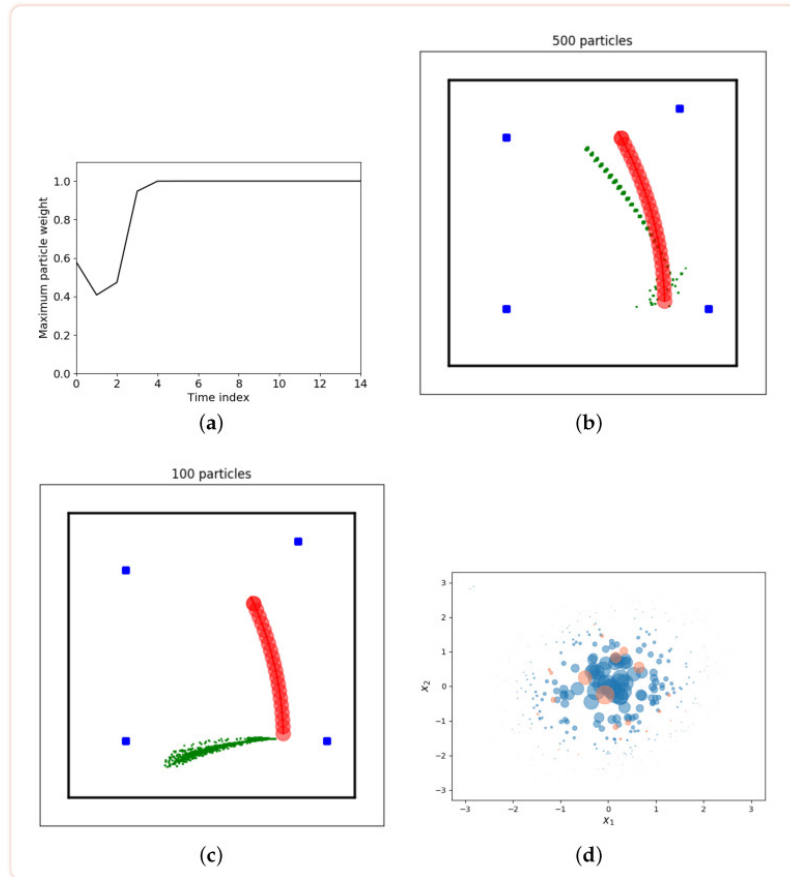 500 particles
1.0
0.8
0.6
0.4
0.2
0.0
Maximum particle weight
0 2 4 6 8 10 12 14
Time index
(a)
(b)
100 particles
3
2
1
0
−1
−2
−3
x2
−3 −2 −1 0 1 2 3
x1
(c)
(d)